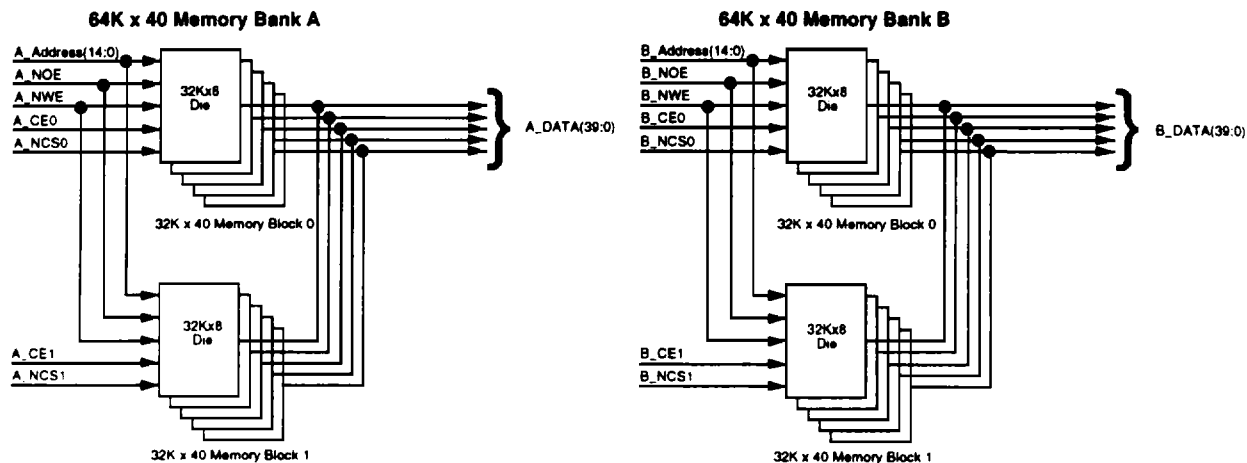 64K x 40 Memory Bank A
A_Address(14:0)
A_NOE
A_NWE
A_CE0
A_NCS0
32Kx8
Die
A_DATA(39:0)
32K x 40 Memory Block 0
32Kx8
Die
A_CE1
A_NCS1
32K x 40 Memory Block 1
64K x 40 Memory Bank B
B_Address(14:0)
B_NOE
B_NWE
B_CE0
B_NCS0
32Kx8
Die
B_DATA(39:0)
32K x 40 Memory Block 0
32Kx8
Die
B_CE1
B_NCS1
32K x 40 Memory Block 1